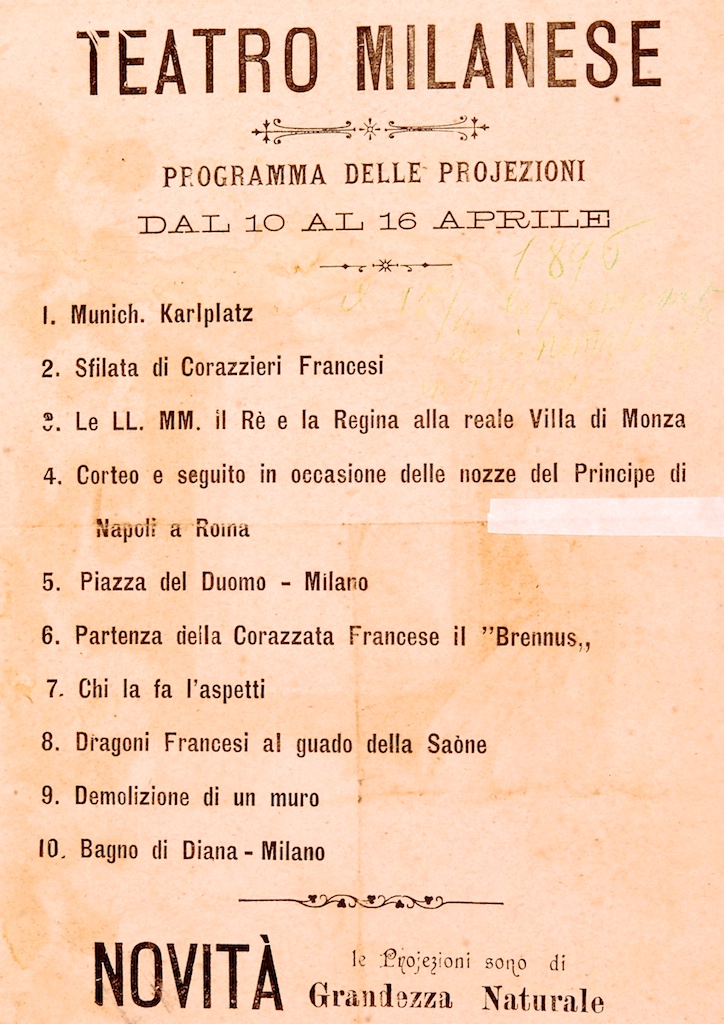 TEATRO MILANESE
PROGRAMMA DELLE PROJEZIONI
DAL 10 AL 16 APRILE
1896
1. Munich. Karlplatz
2. Sfilata di Corazzieri Francesi
3. Le LL. MM. il Rè e la Regina alla reale Villa di Monza
4. Corteo e seguito in occasione delle nozze del Principe di
Napoli a Roma
5. Piazza del Duomo - Milano
6. Partenza della Corazzata Francese il "Brennus„
7. Chi la fa l'aspetti
8. Dragoni Francesi al guado della Saòne
9. Demolizione di un muro
10. Bagno di Diana - Milano
NOVITÀ
le Projezioni sono di
Grandezza Naturale